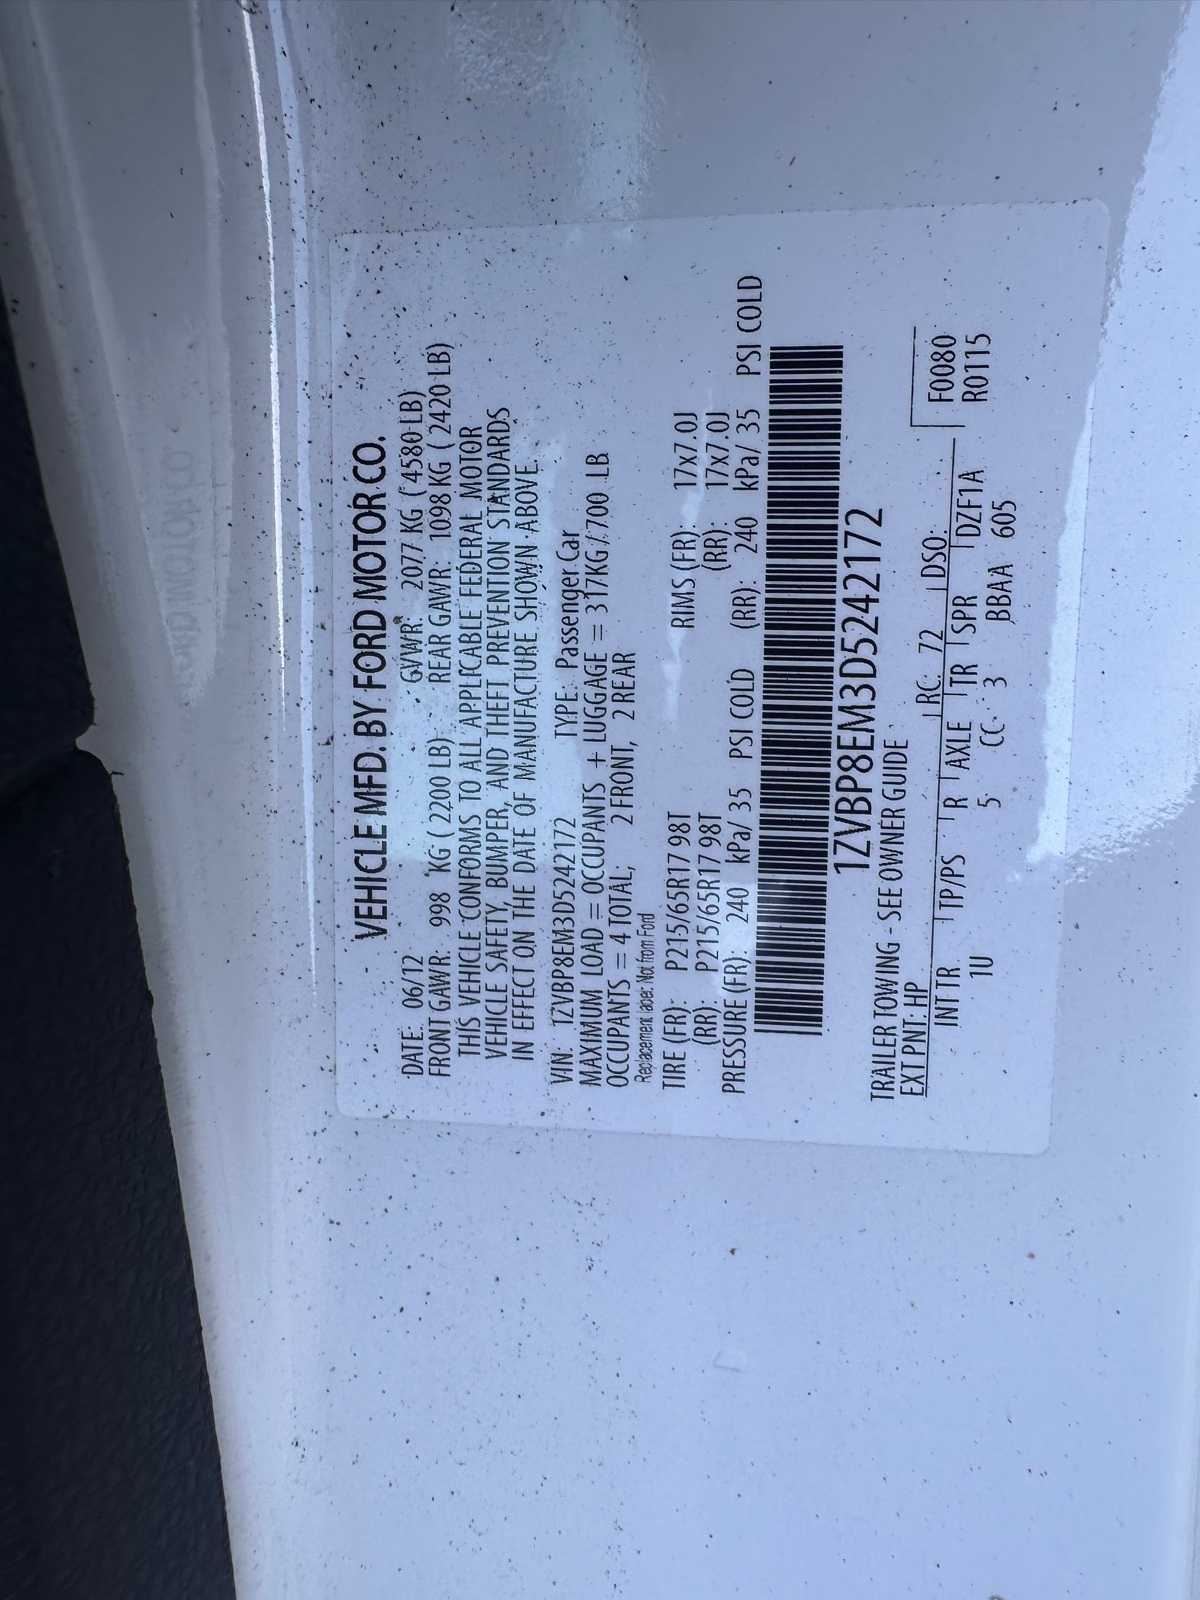 VEHICLE MFD. BY FORD MOTOR CO.
DATE: 06/12 GVWR: 2077 KG ( 4580 LB)
FRONT GAWR: 998 KG ( 2200 LB) REAR GAWR: 1098 KG ( 2420 LB)
THIS VEHICLE CONFORMS TO ALL APPLICABLE FEDERAL MOTOR
VEHICLE SAFETY, BUMPER, AND THEFT PREVENTION STANDARDS
IN EFFECT ON THE DATE OF MANUFACTURE SHOWN ABOVE.
VIN: 1ZVBP8EM3D5242172 TYPE: Passenger Car
MAXIMUM LOAD = OCCUPANTS + LUGGAGE = 317KG / 700 LB
OCCUPANTS = 4 TOTAL, 2 FRONT, 2 REAR
Replacement label: Not from Ford
TIRE (FR): P215/65R17 98T RIMS (FR): 17x7.0J
(RR): P215/65R17 98T (RR): 17x7.0J
PRESSURE (FR): 240 kPa/ 35 PSI COLD (RR): 240 kPa/ 35 PSI COLD
1ZVBP8EM3D5242172
TRAILER TOWING - SEE OWNER GUIDE
EXT PNT: HP RC: 72 DSO: F0080
INT TR TP/PS R AXLE TR SPR DZF1A R0115
1U 5 CC 3 BBAA 605